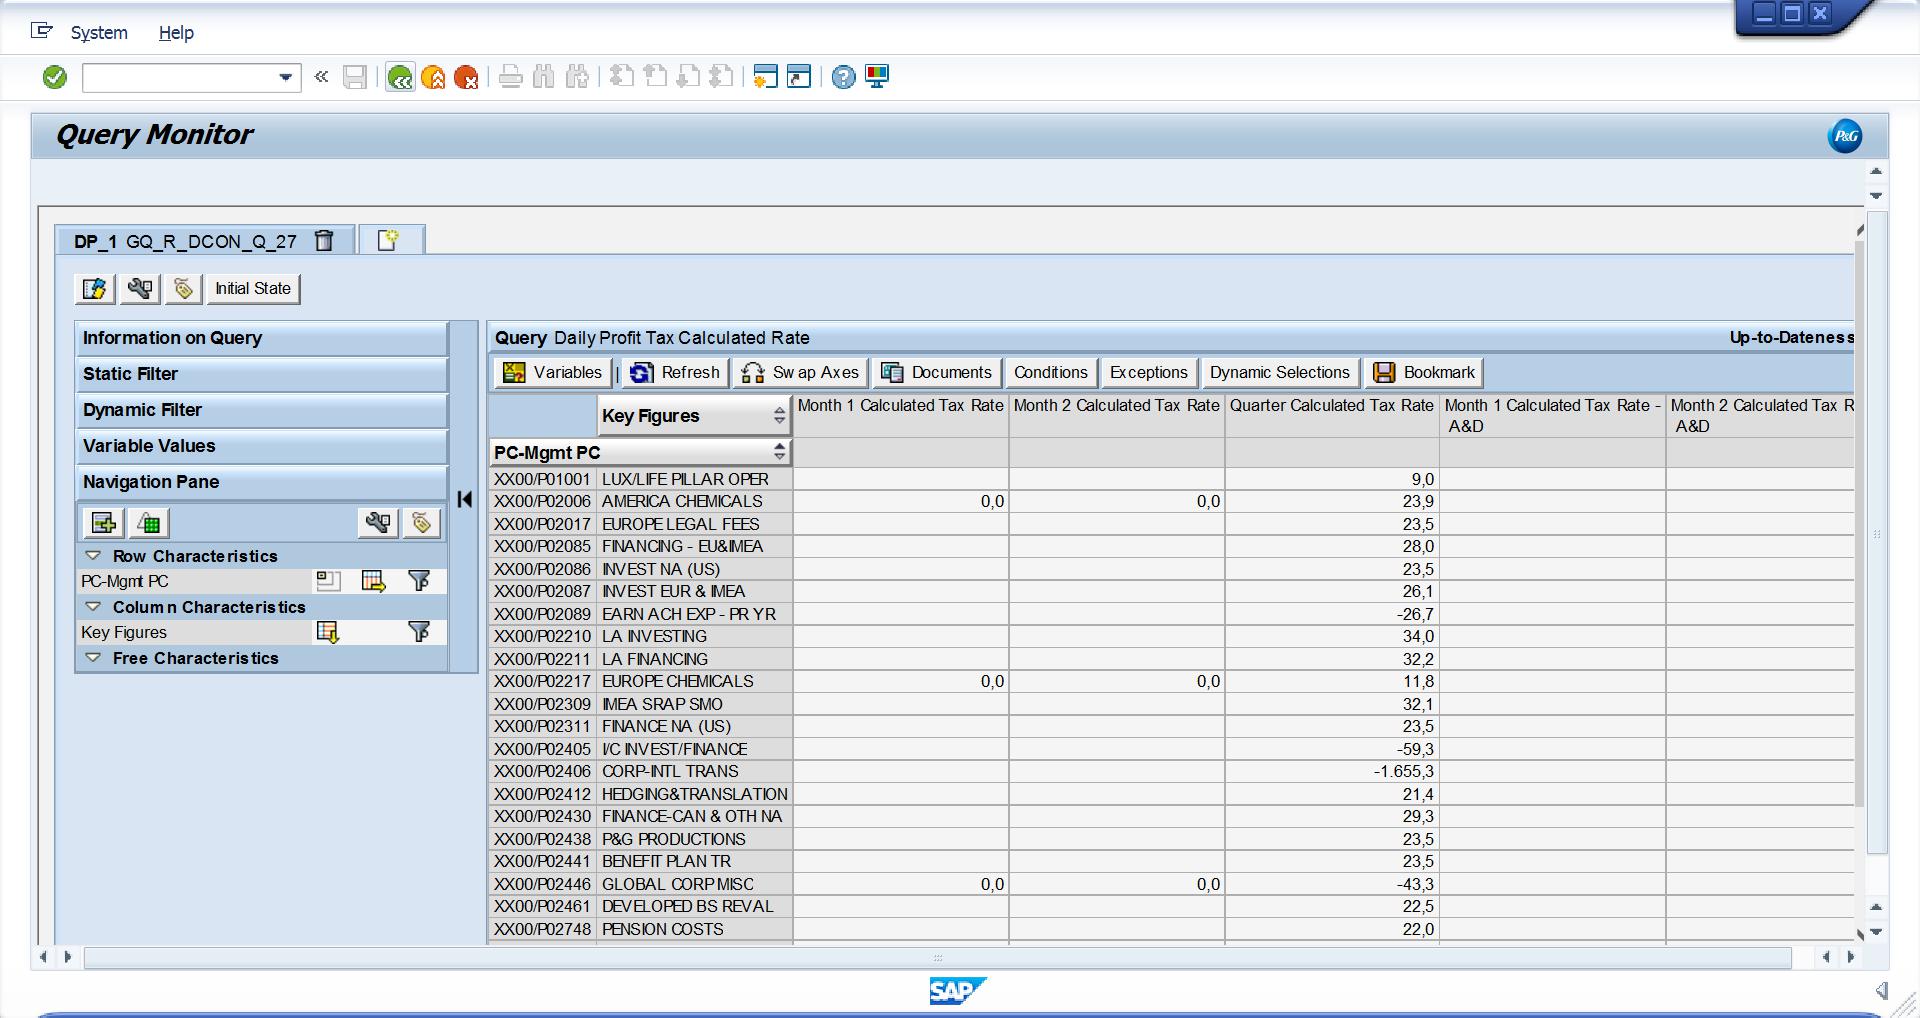 System Help
Query Monitor
P&G
DP_1 GQ_R_DCON_Q_27
Initial State
Information on Query
Static Filter
Dynamic Filter
Variable Values
Navigation Pane
Row Characteristics
PC-Mgmt PC
Column Characteristics
Key Figures
Free Characteristics
Query Daily Profit Tax Calculated Rate Up-to-Dateness
Variables Refresh Swap Axes Documents Conditions Exceptions Dynamic Selections Bookmark
Key Figures Month 1 Calculated Tax Rate Month 2 Calculated Tax Rate Quarter Calculated Tax Rate Month 1 Calculated Tax Rate - A&D Month 2 Calculated Tax R A&D
PC-Mgmt PC
XX00/P01001 LUX/LIFE PILLAR OPER 9,0
XX00/P02006 AMERICA CHEMICALS 0,0 0,0 23,9
XX00/P02017 EUROPE LEGAL FEES 23,5
XX00/P02085 FINANCING - EU&IMEA 28,0
XX00/P02086 INVEST NA (US) 23,5
XX00/P02087 INVEST EUR & IMEA 26,1
XX00/P02089 EARN ACH EXP - PR YR -26,7
XX00/P02210 LA INVESTING 34,0
XX00/P02211 LA FINANCING 32,2
XX00/P02217 EUROPE CHEMICALS 0,0 0,0 11,8
XX00/P02309 IMEA SRAP SMO 32,1
XX00/P02311 FINANCE NA (US) 23,5
XX00/P02405 I/C INVEST/FINANCE -59,3
XX00/P02406 CORP-INTL TRANS -1.655,3
XX00/P02412 HEDGING&TRANSLATION 21,4
XX00/P02430 FINANCE-CAN & OTH NA 29,3
XX00/P02438 P&G PRODUCTIONS 23,5
XX00/P02441 BENEFIT PLAN TR 23,5
XX00/P02446 GLOBAL CORP MISC 0,0 0,0 -43,3
XX00/P02461 DEVELOPED BS REVAL 22,5
XX00/P02748 PENSION COSTS 22,0
SAP